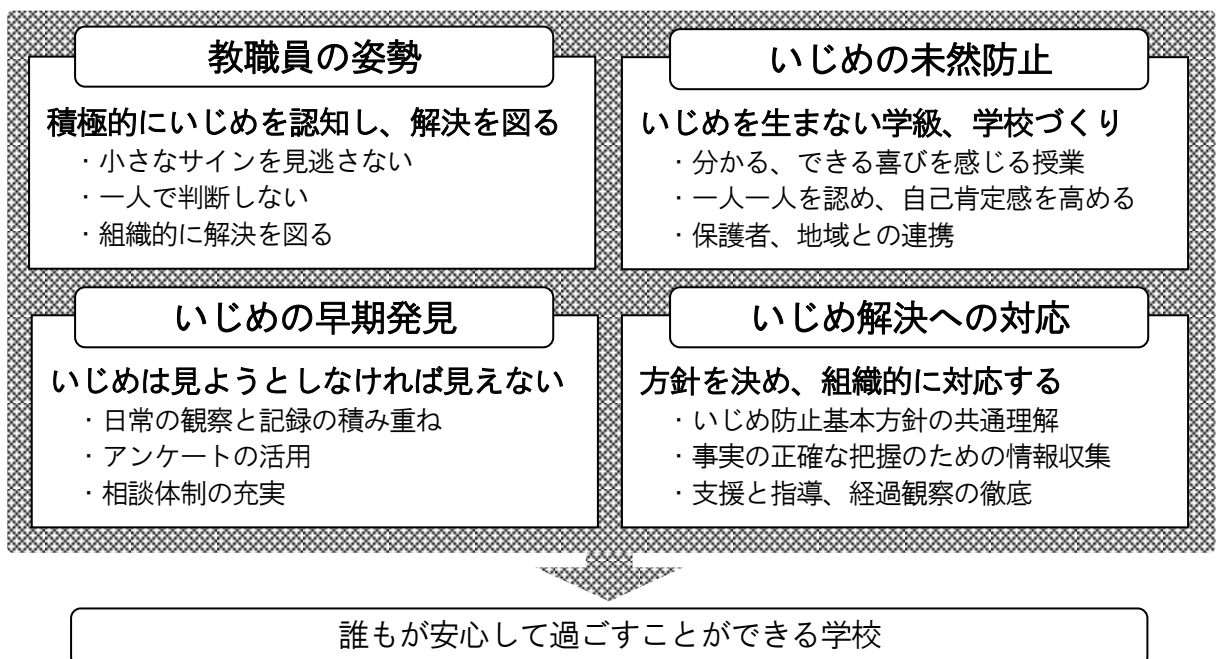 教職員の姿勢
積極的にいじめを認知し、解決を図る
・小さなサインを見逃さない
・一人で判断しない
・組織的に解決を図る
いじめの未然防止
いじめを生まない学級、学校づくり
・分かる、できる喜びを感じる授業
・一人一人を認め、自己肯定感を高める
・保護者、地域との連携
いじめの早期発見
いじめは見ようとしなければ見えない
・日常の観察と記録の積み重ね
・アンケートの活用
・相談体制の充実
いじめ解決への対応
方針を決め、組織的に対応する
・いじめ防止基本方針の共通理解
・事実の正確な把握のための情報収集
・支援と指導、経過観察の徹底
誰もが安心して過ごすことができる学校